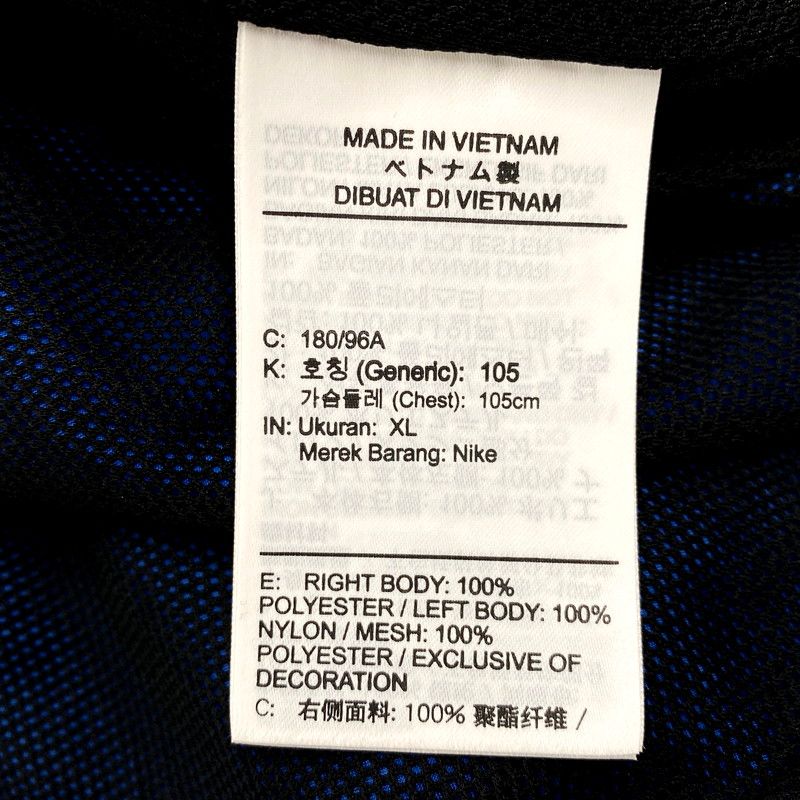 MADE IN VIETNAM
ベトナム製
DIBUAT DI VIETNAM
C: 180/96A
K: 호칭 (Generic): 105
가슴둘레 (Chest): 105cm
IN: Ukuran: XL
Merek Barang: Nike
E: RIGHT BODY: 100%
POLYESTER / LEFT BODY: 100%
NYLON / MESH: 100%
POLYESTER / EXCLUSIVE OF
DECORATION
C: 右侧面料: 100% 聚酯纤维 /